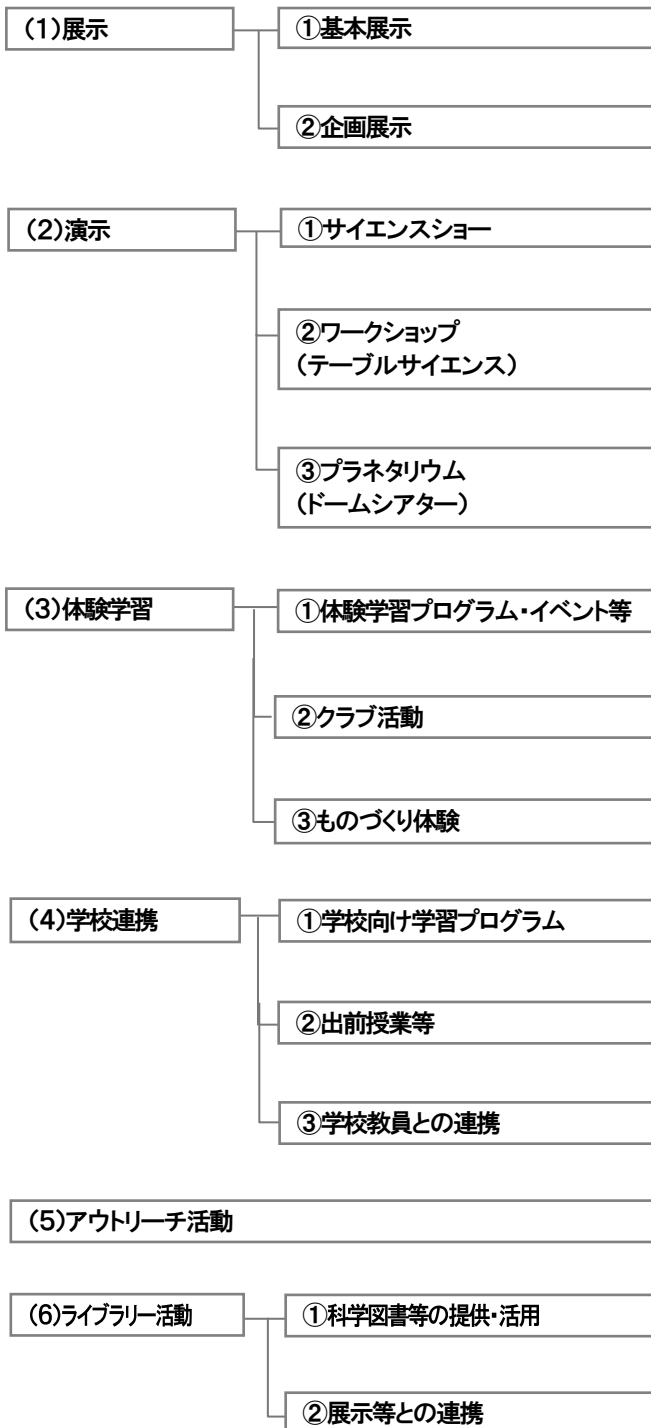 （1）展示
①基本展示
②企画展示
（2）演示
①サイエンスショー
②ワークショップ
（テーブルサイエンス）
③プラネタリウム
（ドームシアター）
（3）体験学習
①体験学習プログラム・イベント等
②クラブ活動
③ものづくり体験
（4）学校連携
①学校向け学習プログラム
②出前授業等
③学校教員との連携
（5）アウトリーチ活動
（6）ライブラリー活動
①科学図書等の提供・活用
②展示等との連携